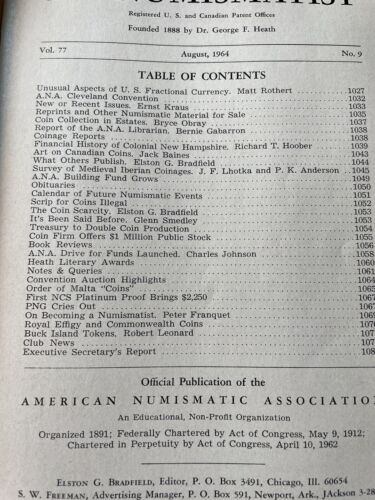 NUMISMATIST
Registered U. S. and Canadian Patent Offices
Founded 1888 by Dr. George F. Heath
Vol. 77 August, 1964 No. 9
TABLE OF CONTENTS
Unusual Aspects of U. S. Fractional Currency. Matt Rothert 1027
A.N.A. Cleveland Convention 1032
New or Recent Issues. Ernst Kraus 1033
Reprints and Other Numismatic Material for Sale 1035
Coin Collection in Estates. Bryce Obray 1037
Report of the A.N.A. Librarian. Bernie Gabarron 1038
Coinage Reports 1038
Financial History of Colonial New Hampshire. Richard T. Hoober 1039
Art on Canadian Coins. Jack Baines 1043
What Others Publish. Elston G. Bradfield 1044
Survey of Medieval Iberian Coinages. J. F. Lhotka and P. K. Anderson 1045
A.N.A. Building Fund Grows 1049
Obituaries 1050
Calendar of Future Numismatic Events 1051
Scrip for Coins Illegal 1052
The Coin Scarcity. Elston G. Bradfield 1053
It's Been Said Before. Glenn Smedley 1053
Treasury to Double Coin Production 1054
Coin Firm Offers $1 Million Public Stock 1055
Book Reviews 1056
A.N.A. Drive for Funds Launched. Charles Johnson 1058
Heath Literary Awards 1060
Notes & Queries 1061
Convention Auction Highlights 1064
Order of Malta "Coins"
First NCS Platinum Proof Brings $2,250
PNG Cries Out
On Becoming a Numismatist. Peter Franquet
Royal Effigy and Commonwealth Coins
Buck Island Tokens. Robert Leonard
Club News
Executive Secretary's Report
Official Publication of the
AMERICAN NUMISMATIC ASSOCIATIO
An Educational, Non-Profit Organization
Organized 1891; Federally Chartered by Act of Congress, May 9, 1912;
Chartered in Perpetuity by Act of Congress, April 10, 1962
ELSTON G. BRADFIELD, Editor, P. O. Box 3491, Chicago, Ill. 60654
S. W. FREEMAN, Advertising Manager, P. O. Box 591, Newport, Ark. JAckson 3-28